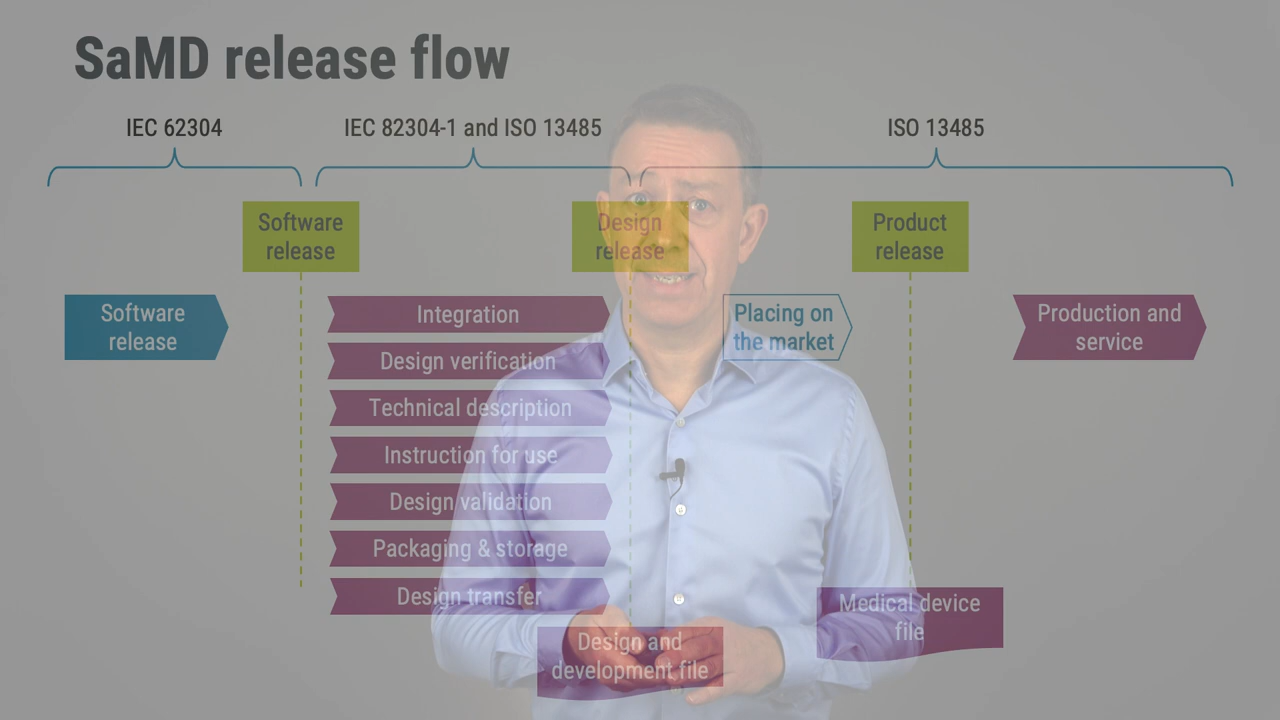 SaMD release flow
IEC 62304
IEC 82304-1 and ISO 13485
ISO 13485
Software
release
Design
release
Product
release
Software
release
Integration
Design verification
Technical description
Instruction for use
Design validation
Packaging & storage
Design transfer
Placing on
the market
Production and
service
Design and
development file
Medical device
file